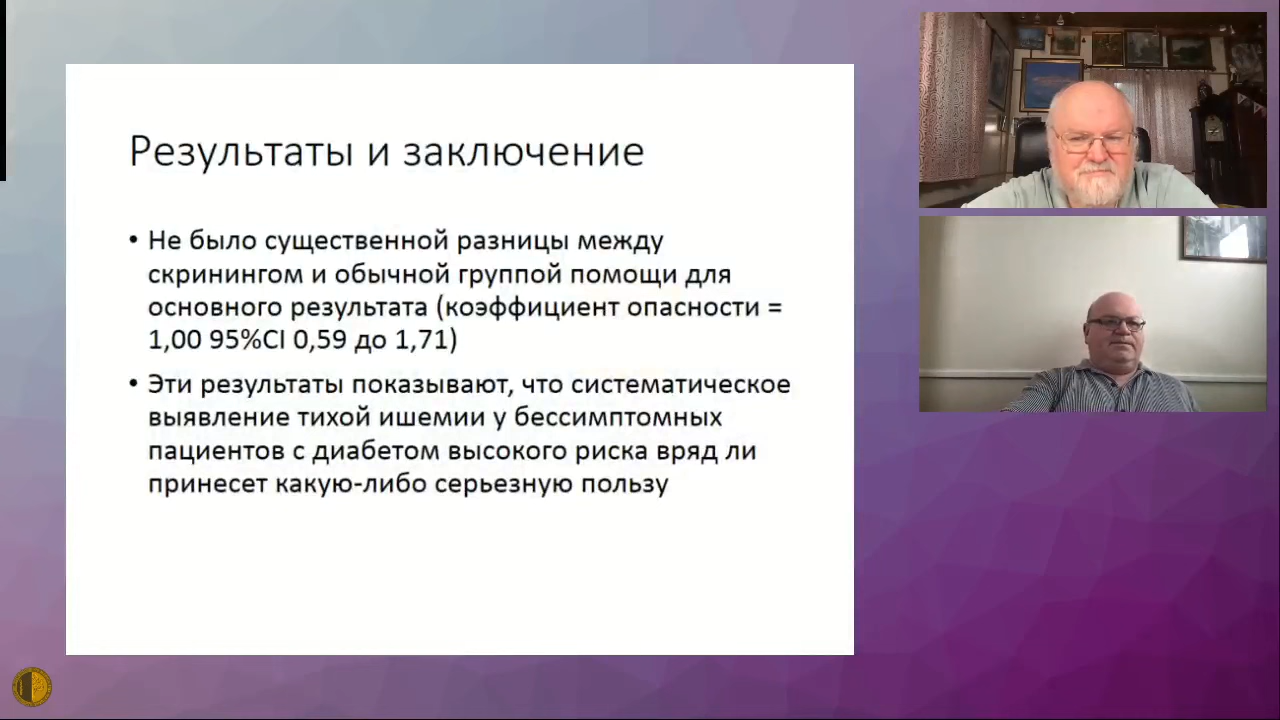 Результаты и заключение
• Не было существенной разницы между
скринингом и обычной группой помощи для
основного результата (коэффициент опасности =
1,00 95%CI 0,59 до 1,71)
• Эти результаты показывают, что систематическое
выявление тихой ишемии у бессимптомных
пациентов с диабетом высокого риска вряд ли
принесет какую-либо серьезную пользу